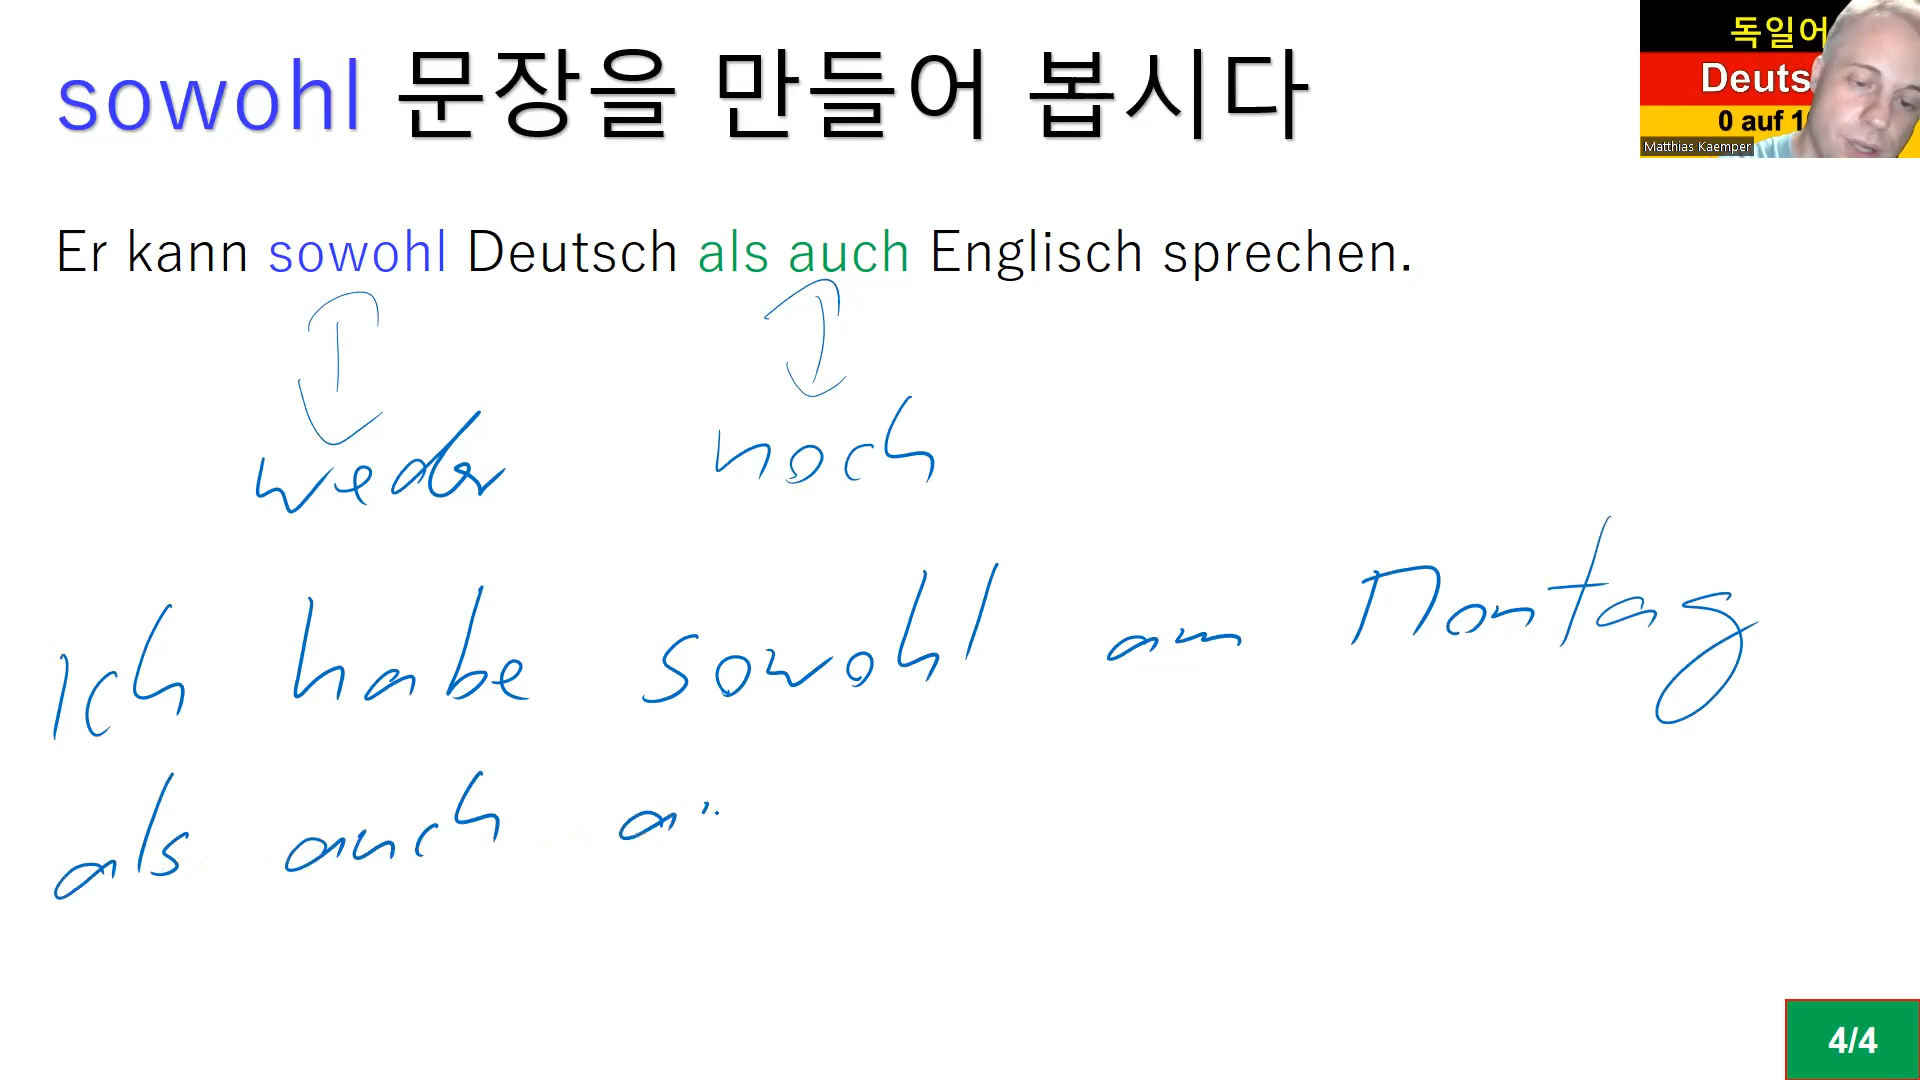 sowohl 문장을 만들어 봅시다
독일어
Deuts
0 auf 1
Matthias Kaemper
Er kann sowohl Deutsch als auch Englisch sprechen.
weder noch
Ich habe sowohl am Montag
als auch a
4/4